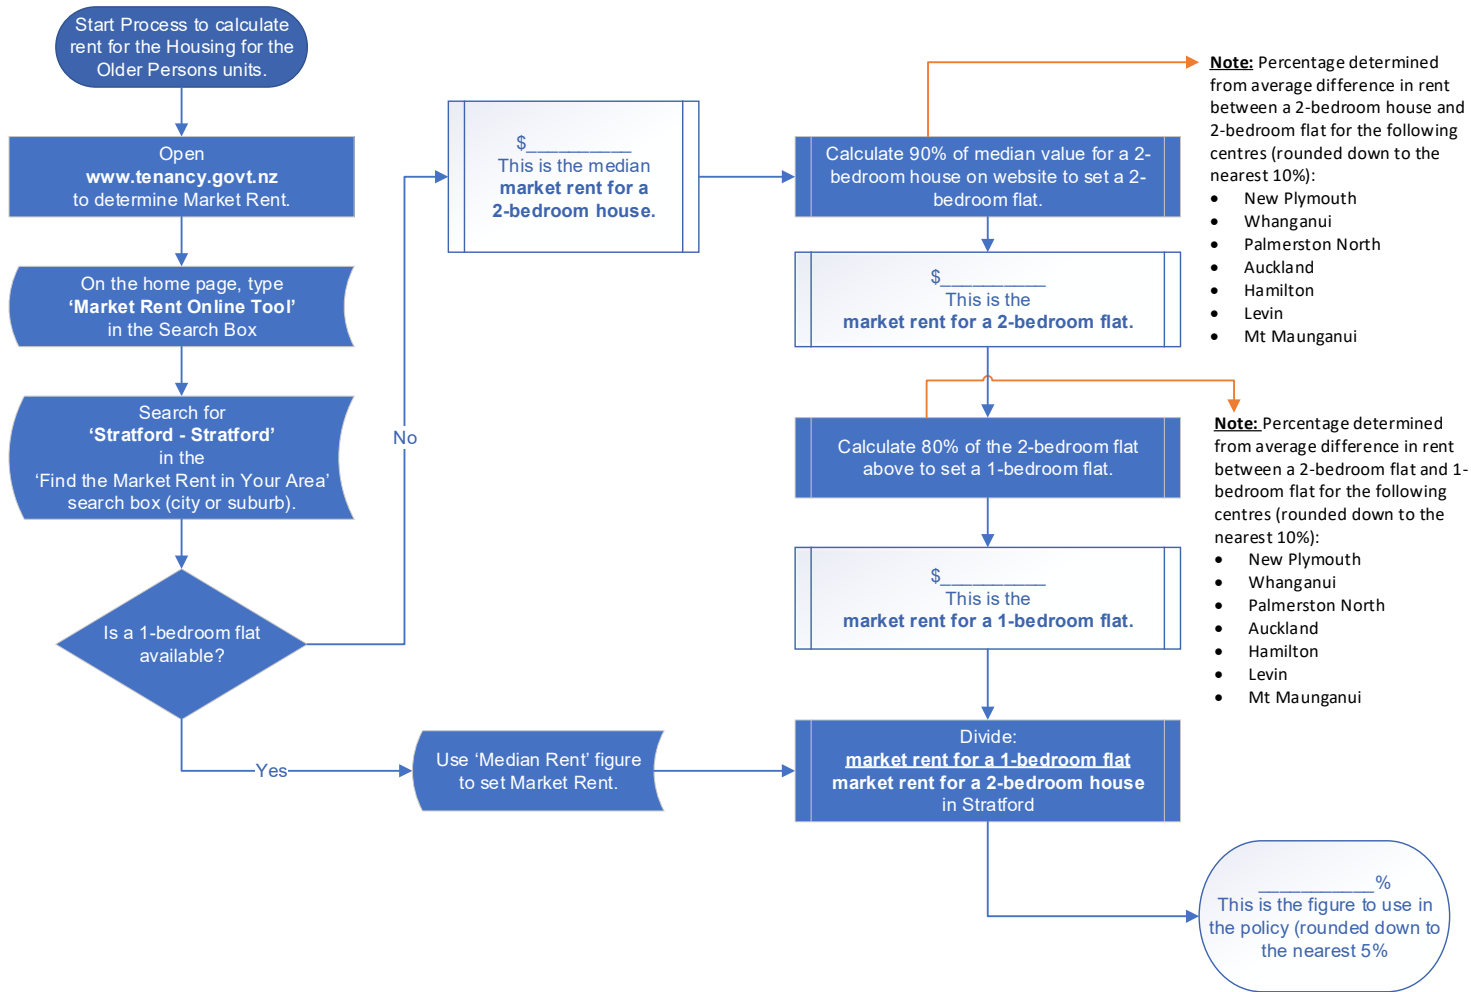 Start Process to calculate
rent for the Housing for the
Older Persons units.
Open
www.tenancy.govt.nz
to determine Market Rent.
On the home page, type
‘Market Rent Online Tool’
in the Search Box
Search for
‘Stratford - Stratford’
in the
‘Find the Market Rent in Your Area’
search box (city or suburb).
Is a 1-bedroom flat
available?
No
Yes
$__________
This is the median
market rent for a
2-bedroom house.
Use ‘Median Rent’ figure
to set Market Rent.
Calculate 90% of median value for a 2-
bedroom house on website to set a 2-
bedroom flat.
$__________
This is the
market rent for a 2-bedroom flat.
Calculate 80% of the 2-bedroom flat
above to set a 1-bedroom flat.
$__________
This is the
market rent for a 1-bedroom flat.
Divide:
market rent for a 1-bedroom flat
market rent for a 2-bedroom house
in Stratford
Note: Percentage determined
from average difference in rent
between a 2-bedroom house and
2-bedroom flat for the following
centres (rounded down to the
nearest 10%):
• New Plymouth
• Whanganui
• Palmerston North
• Auckland
• Hamilton
• Levin
• Mt Maunganui
Note: Percentage determined
from average difference in rent
between a 2-bedroom flat and 1-
bedroom flat for the following
centres (rounded down to the
nearest 10%):
• New Plymouth
• Whanganui
• Palmerston North
• Auckland
• Hamilton
• Levin
• Mt Maunganui
___________%
This is the figure to use in
the policy (rounded down to
the nearest 5%